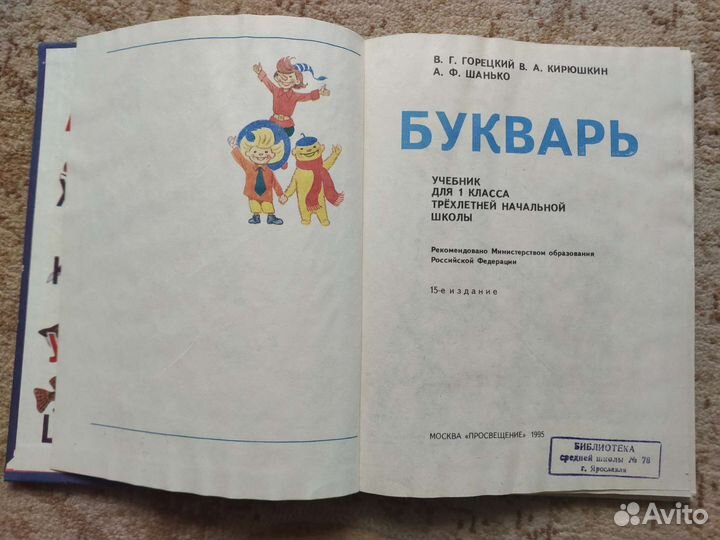 В. Г. ГОРЕЦКИЙ В. А. КИРЮШКИН
А. Ф. ШАНЬКО
БУКВАРЬ
УЧЕБНИК
ДЛЯ 1 КЛАССА
ТРЁХЛЕТНЕЙ НАЧАЛЬНОЙ
ШКОЛЫ
Рекомендовано Министерством образования
Российской Федерации
15-е издание
МОСКВА «ПРОСВЕЩЕНИЕ» 1995
БИБЛИОТЕКА
средней школы № 78
г. Ярославля
Avito